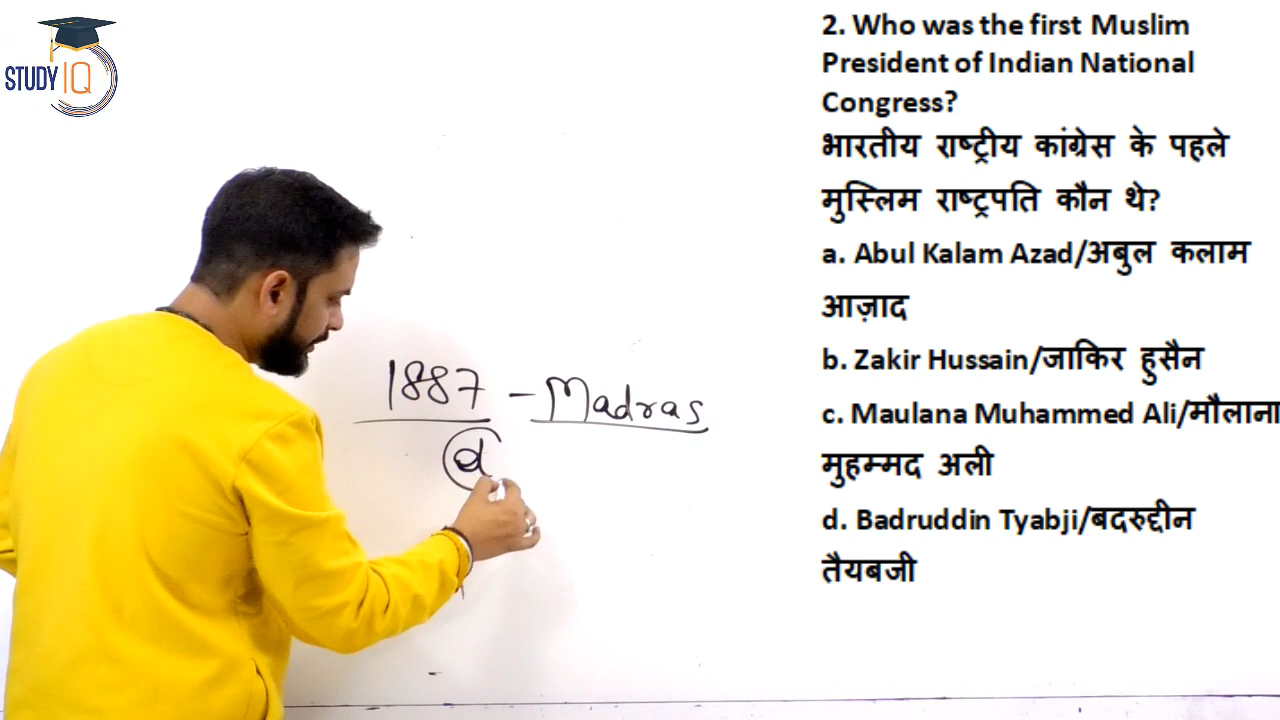 STUDY IQ
2. Who was the first Muslim
President of Indian National
Congress?
भारतीय राष्ट्रीय कांग्रेस के पहले
मुस्लिम राष्ट्रपति कौन थे?
a. Abul Kalam Azad/अबुल कलाम
आज़ाद
b. Zakir Hussain/जाकिर हुसैन
c. Maulana Muhammed Ali/मौलाना
मुहम्मद अली
d. Badruddin Tyabji/बदरुद्दीन
तैयबजी
1887 - Madras
d